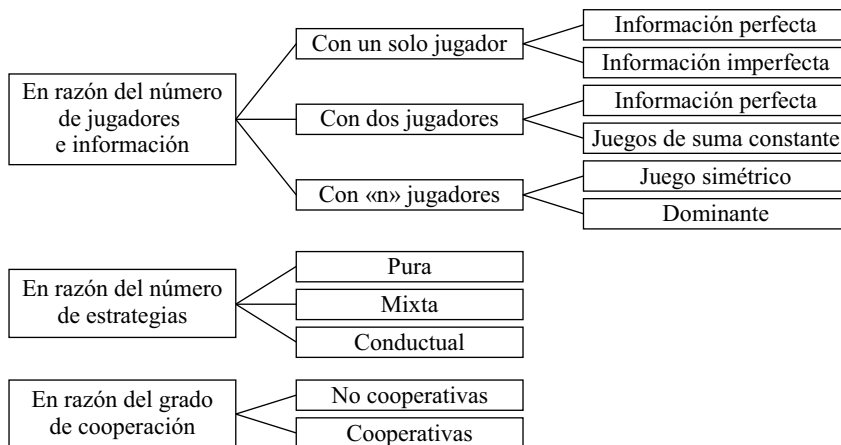 En razón del número
de jugadores
e información
Con un solo jugador
Información perfecta
Información imperfecta
Con dos jugadores
Información perfecta
Juegos de suma constante
Con «n» jugadores
Juego simétrico
Dominante
En razón del número
de estrategias
Pura
Mixta
Conductual
En razón del grado
de cooperación
No cooperativas
Cooperativas